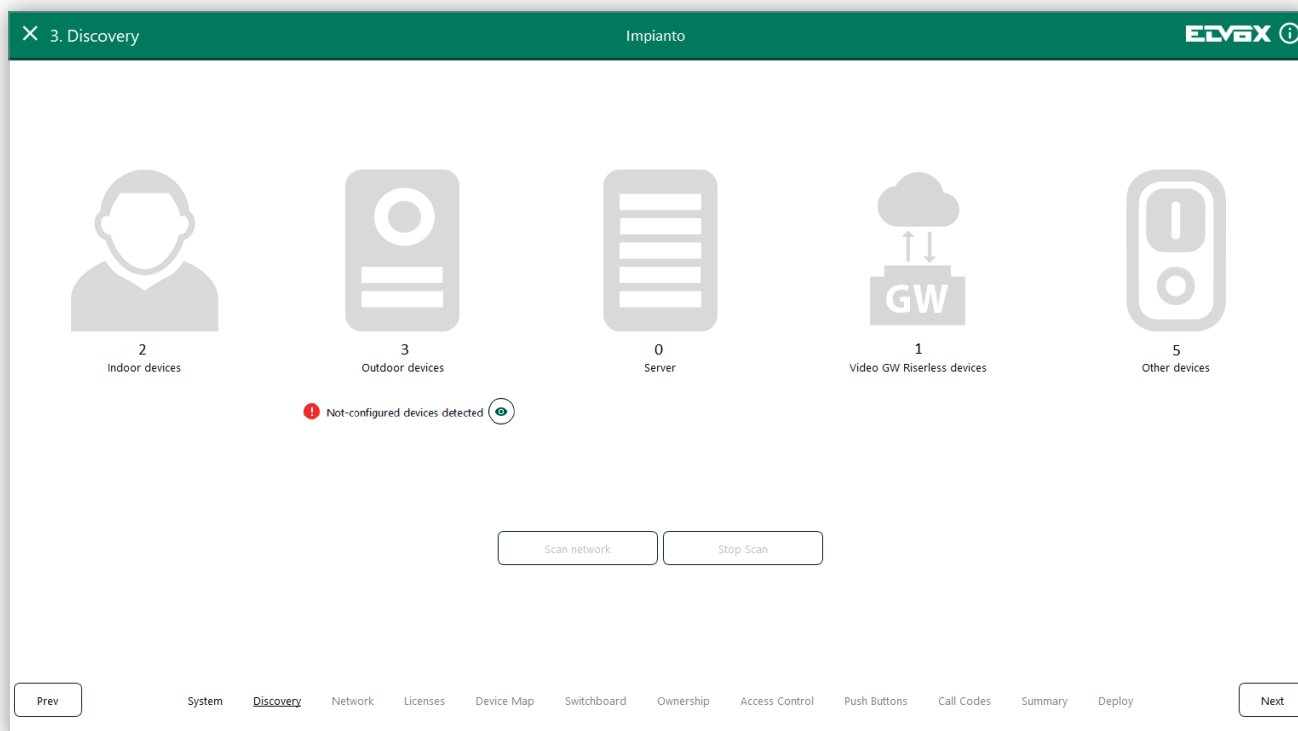 3. Discovery
Impianto
ELVOX
GW
2
Indoor devices
3
Outdoor devices
0
Server
1
Video GW Riserless devices
5
Other devices
! Not-configured devices detected
Scan network
Stop Scan
Prev
System
Discovery
Network
Licenses
Device Map
Switchboard
Ownership
Access Control
Push Buttons
Call Codes
Summary
Deploy
Next